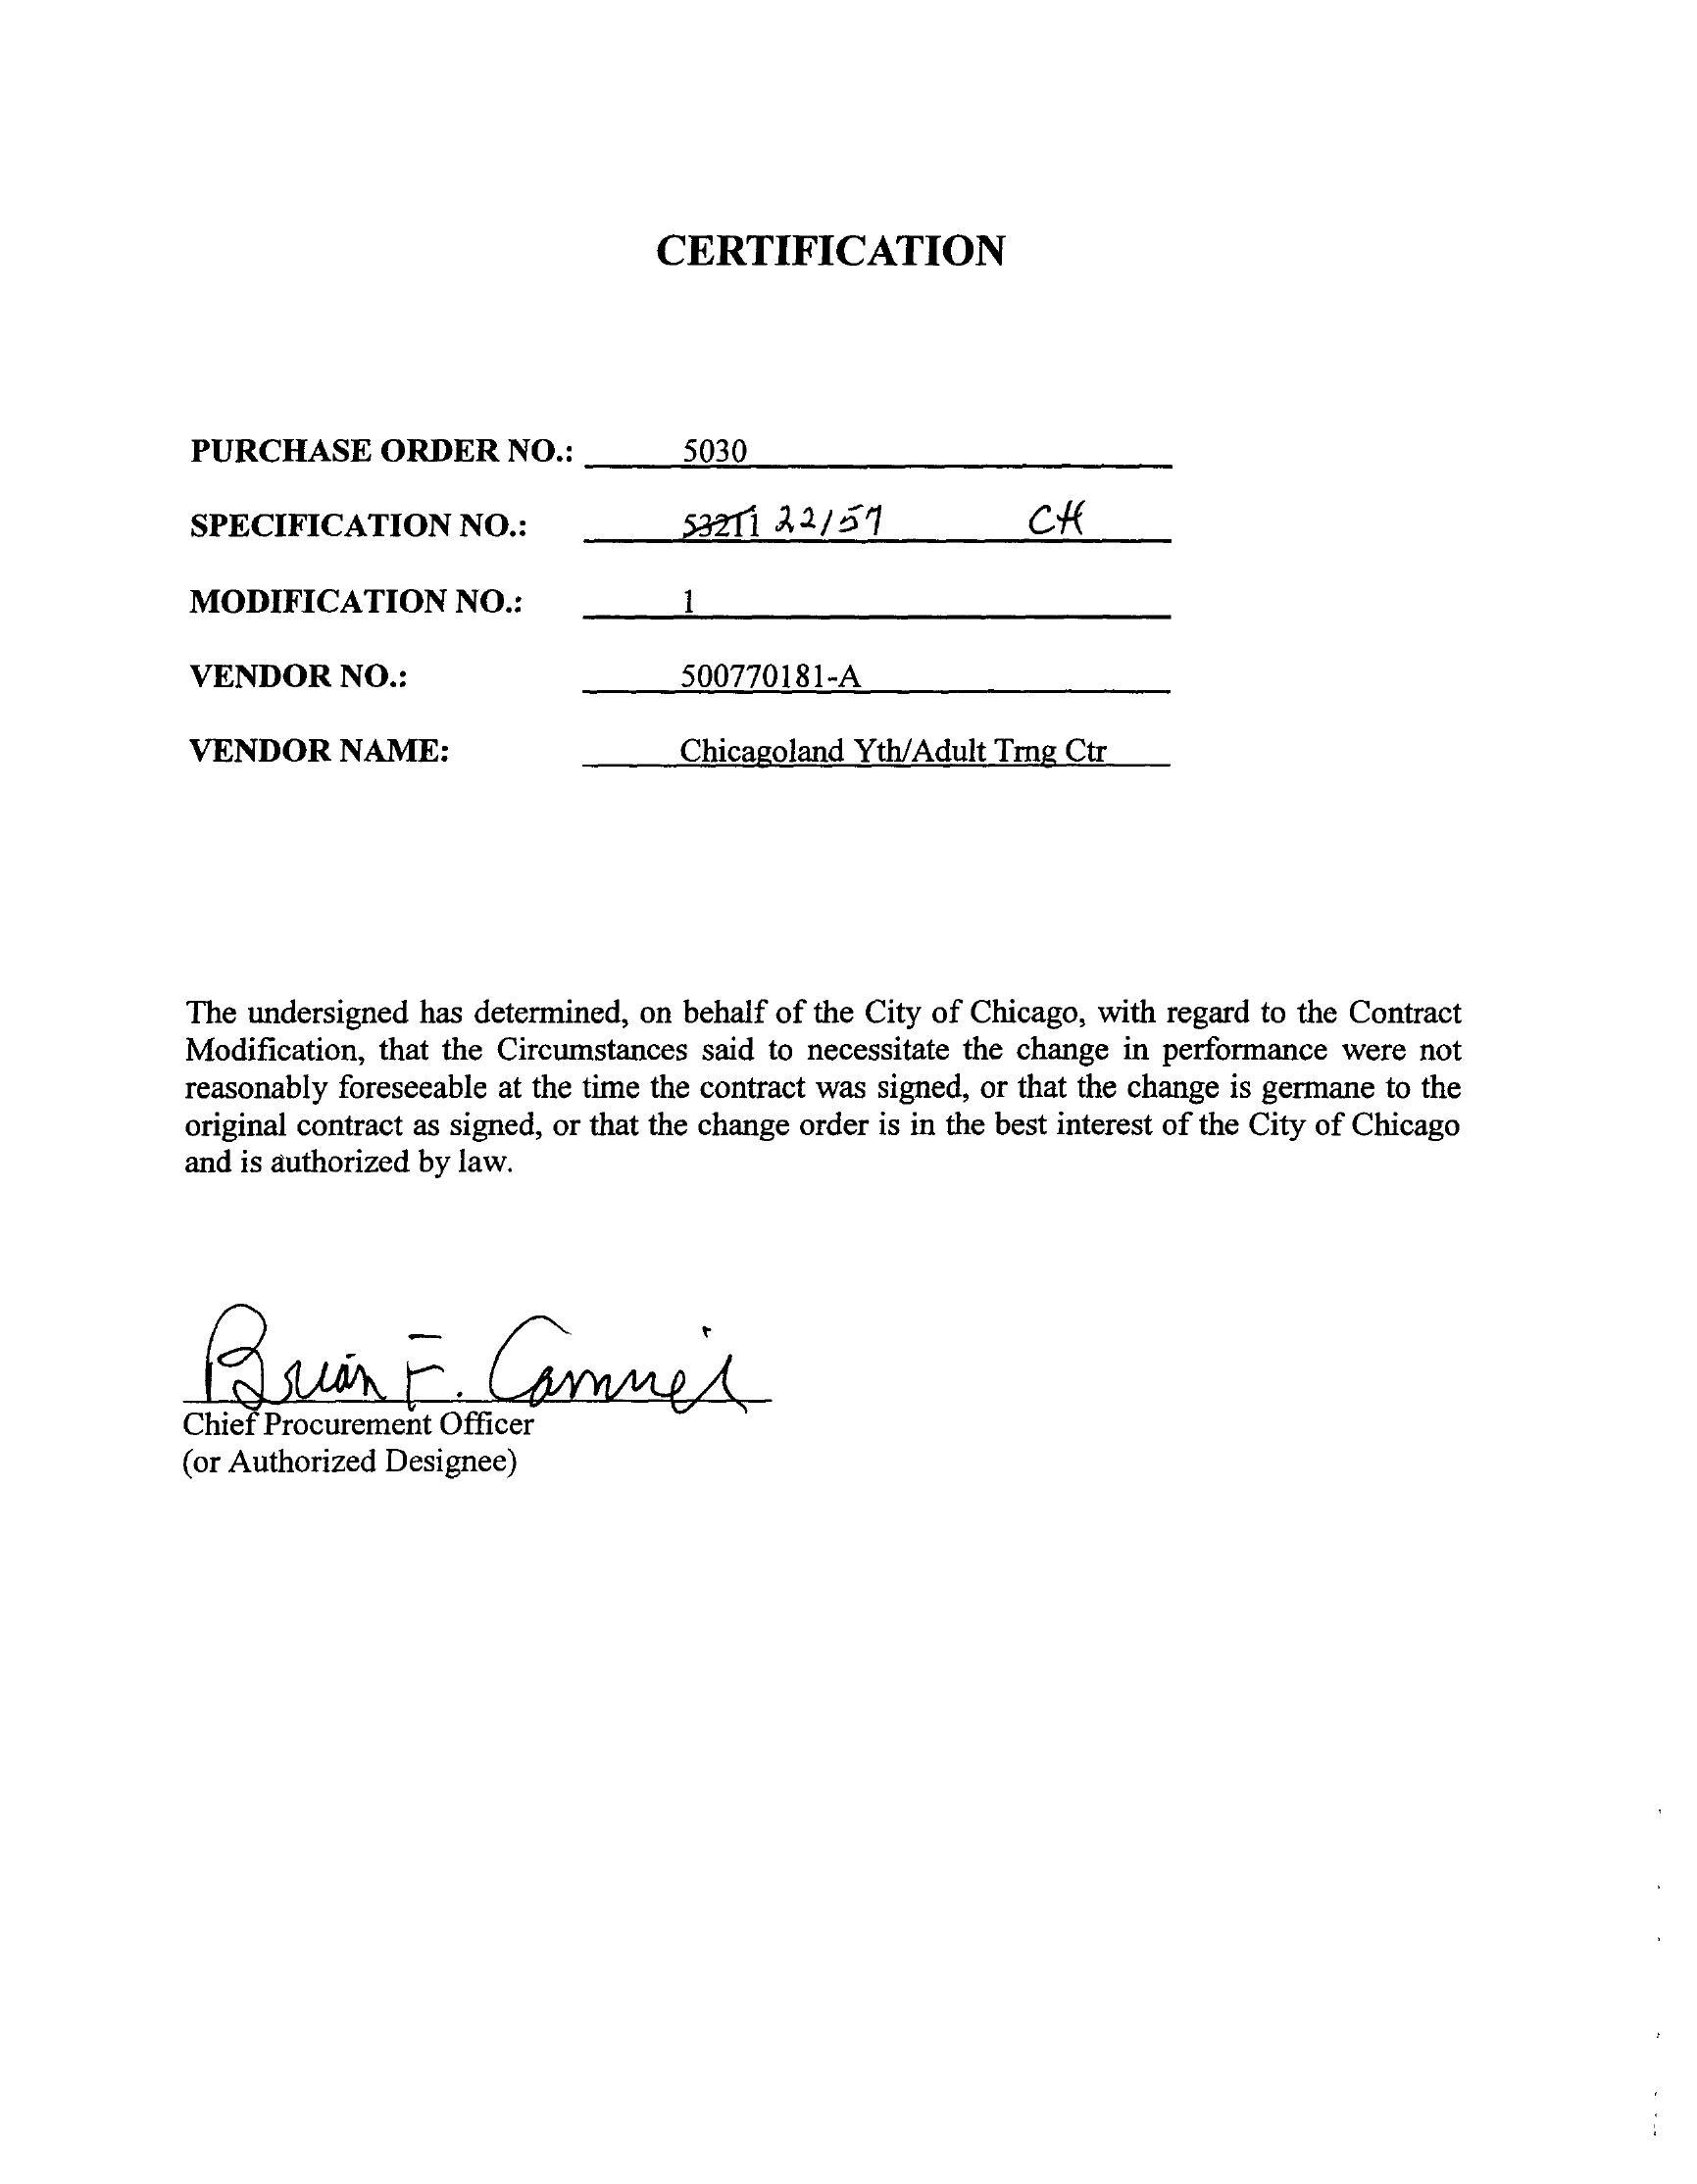 CERTIFICATION
PURCHASE ORDER NO.: 5030
SPECIFICATION NO.: CH
MODIFICATION NO.: 1
VENDOR NO.: 500770181-A
VENDOR NAME: Chicagoland Yth/Adult Trng Ctr
The undersigned has determined, on behalf of the City of Chicago, with regard to the Contract
Modification, that the Circumstances said to necessitate the change in performance were not
reasonably foreseeable at the time the contract was signed, or that the change is germane to the
original contract as signed, or that the change order is in the best interest of the City of Chicago
and is authorized by law.
Brian F.
Chief Procurement Officer
(or Authorized Designee)